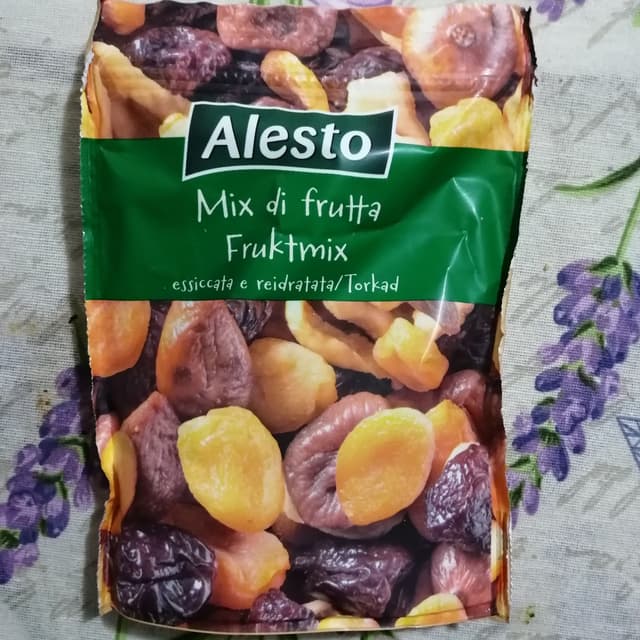 Alesto
Mix di frutta
Fruktmix
essiccata e reidratata/Torkad